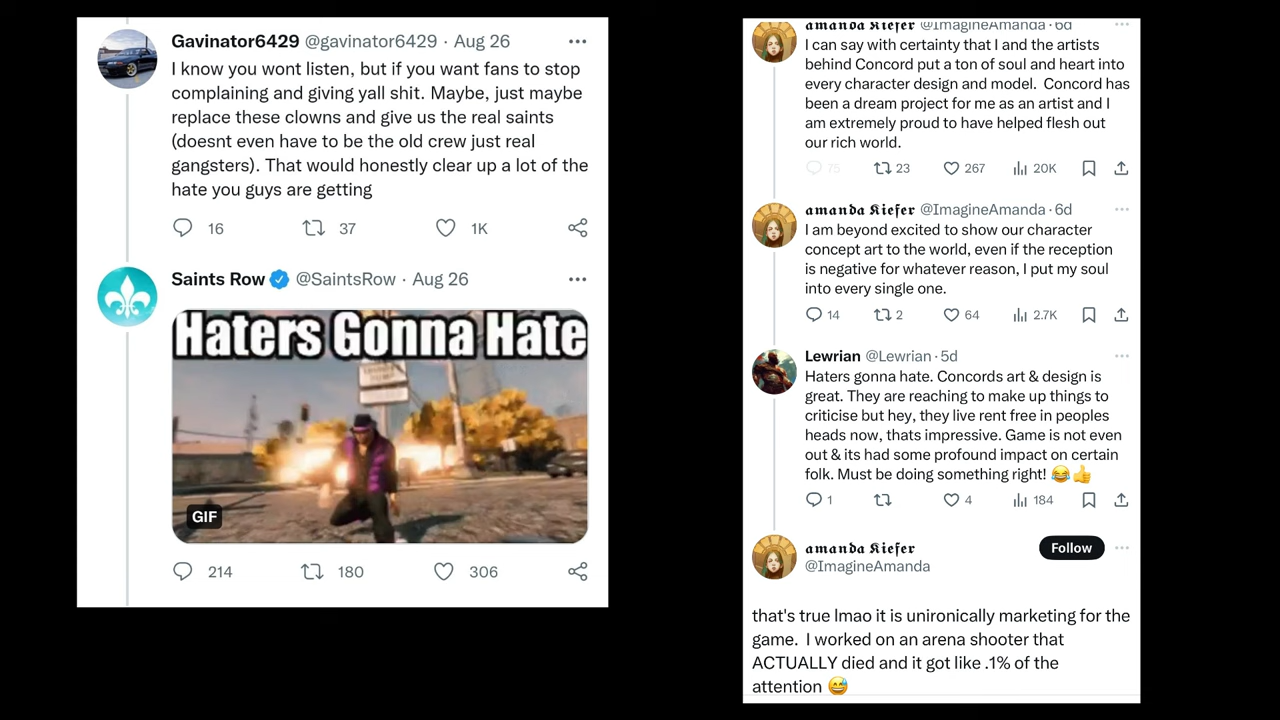 Gavinator6429 @gavinator6429 · Aug 26
I know you wont listen, but if you want fans to stop
complaining and giving yall shit. Maybe, just maybe
replace these clowns and give us the real saints
(doesnt even have to be the old crew just real
gangsters). That would honestly clear up a lot of the
hate you guys are getting
16 37 1K
Saints Row @SaintsRow · Aug 26
Haters Gonna Hate
GIF
214 180 306
amanda Kiefer @ImagineAmanda · 6d
I can say with certainty that I and the artists
behind Concord put a ton of soul and heart into
every character design and model. Concord has
been a dream project for me as an artist and I
am extremely proud to have helped flesh out
our rich world.
75 23 267 20K
amanda Kiefer @ImagineAmanda · 6d
I am beyond excited to show our character
concept art to the world, even if the reception
is negative for whatever reason, I put my soul
into every single one.
14 2 64 2.7K
Lewrian @Lewrian · 5d
Haters gonna hate. Concords art & design is
great. They are reaching to make up things to
criticise but hey, they live rent free in peoples
heads now, thats impressive. Game is not even
out & its had some profound impact on certain
folk. Must be doing something right! 😂👍
1 4 184
amanda Kiefer
@ImagineAmanda
Follow
that's true lmao it is unironically marketing for the
game. I worked on an arena shooter that
ACTUALLY died and it got like .1% of the
attention 😅